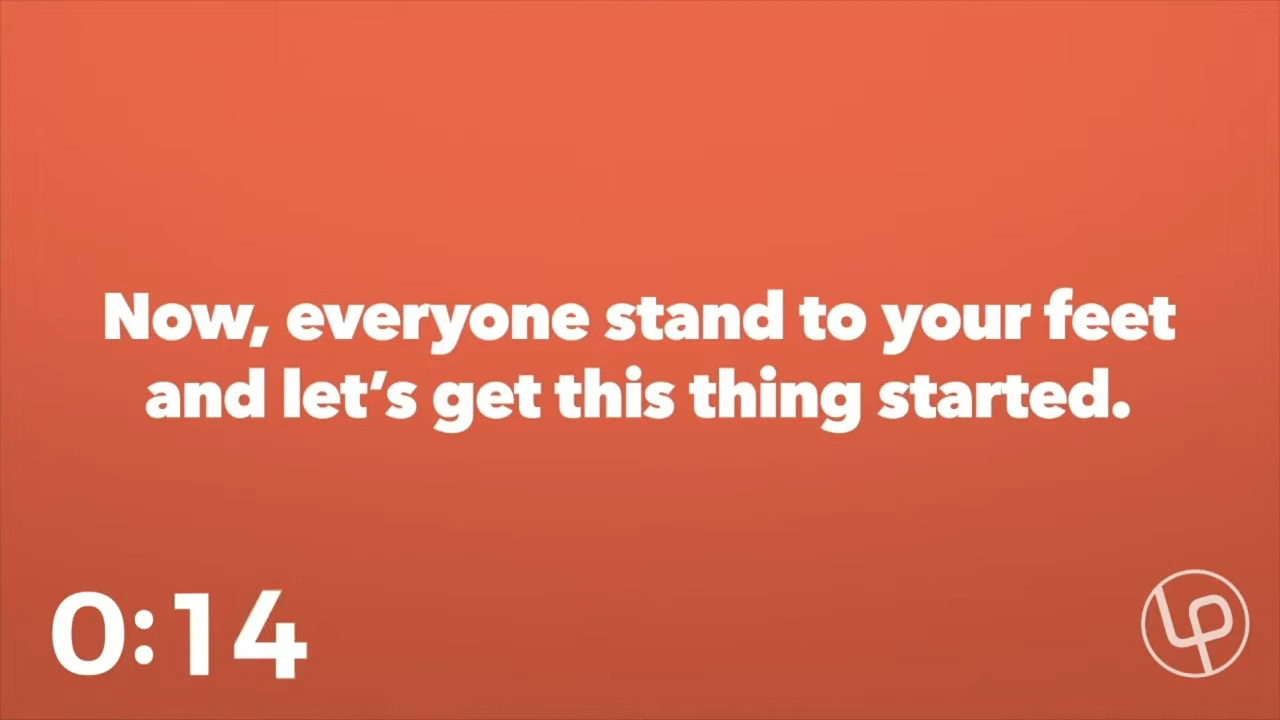 Now, everyone stand to your feet
and let’s get this thing started.
0:14